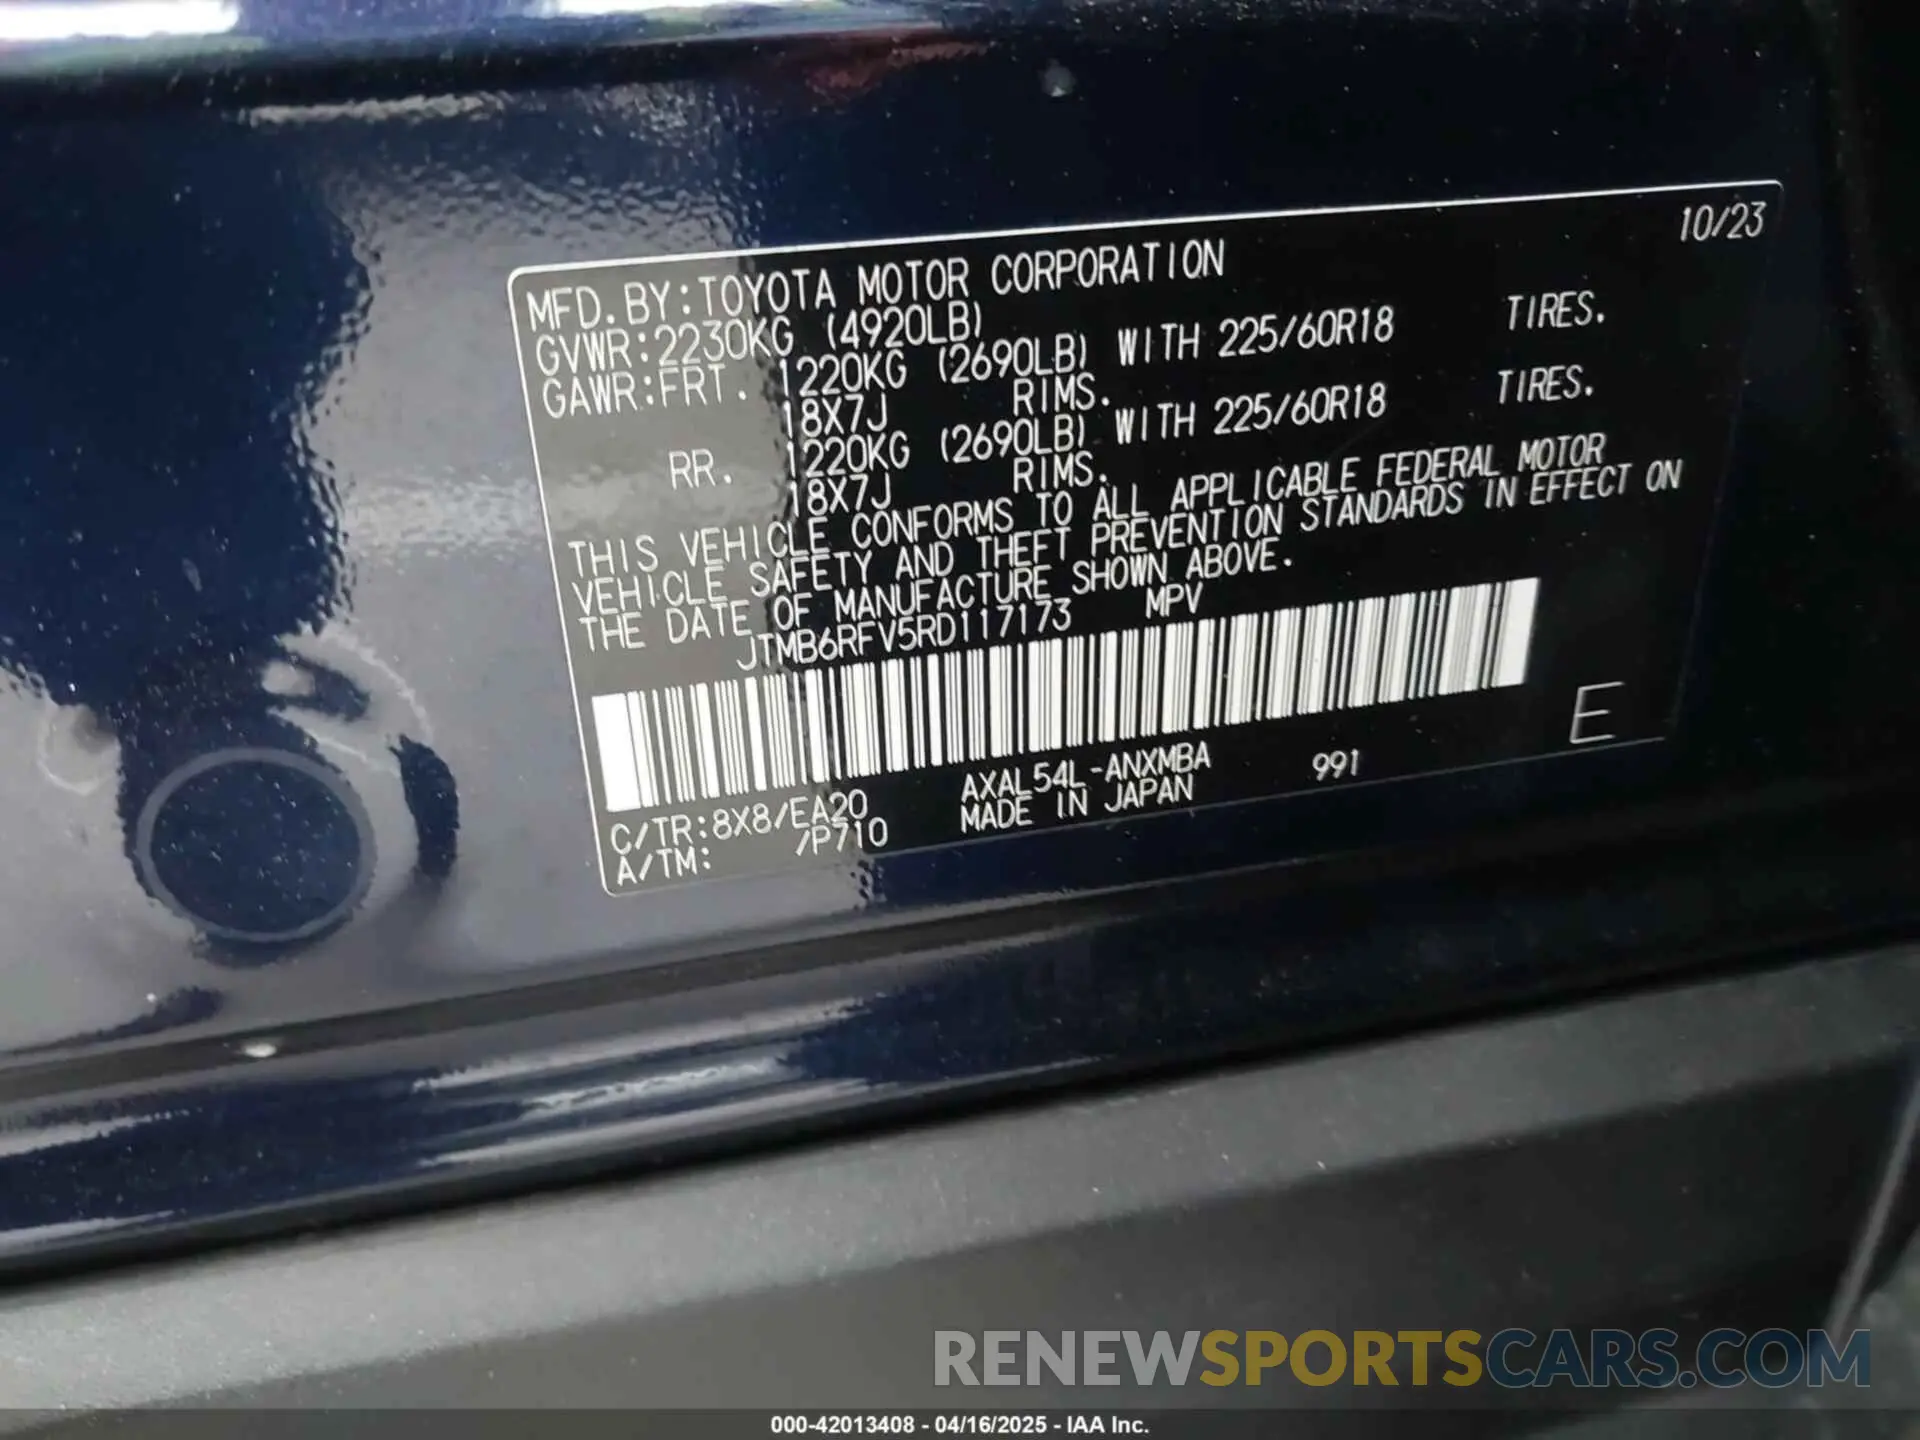 10/23
MFD. BY: TOYOTA MOTOR CORPORATION
GVWR: 2230KG (4920LB)
GAWR: FRT. 1220KG (2690LB) WITH 225/60R18 TIRES.
18X7J RIMS.
RR. 1220KG (2690LB) WITH 225/60R18 TIRES.
18X7J RIMS.
THIS VEHICLE CONFORMS TO ALL APPLICABLE FEDERAL MOTOR
VEHICLE SAFETY AND THEFT PREVENTION STANDARDS IN EFFECT ON
THE DATE OF MANUFACTURE SHOWN ABOVE.
JTMB6RFV5RD117173 MPV
E
C/TR: 8X8/EA20 AXAL54L-ANXMBA 991
A/TM: /P710 MADE IN JAPAN
RENEWSPORTSCARS.COM
000-42013408 - 04/16/2025 - IAA Inc.